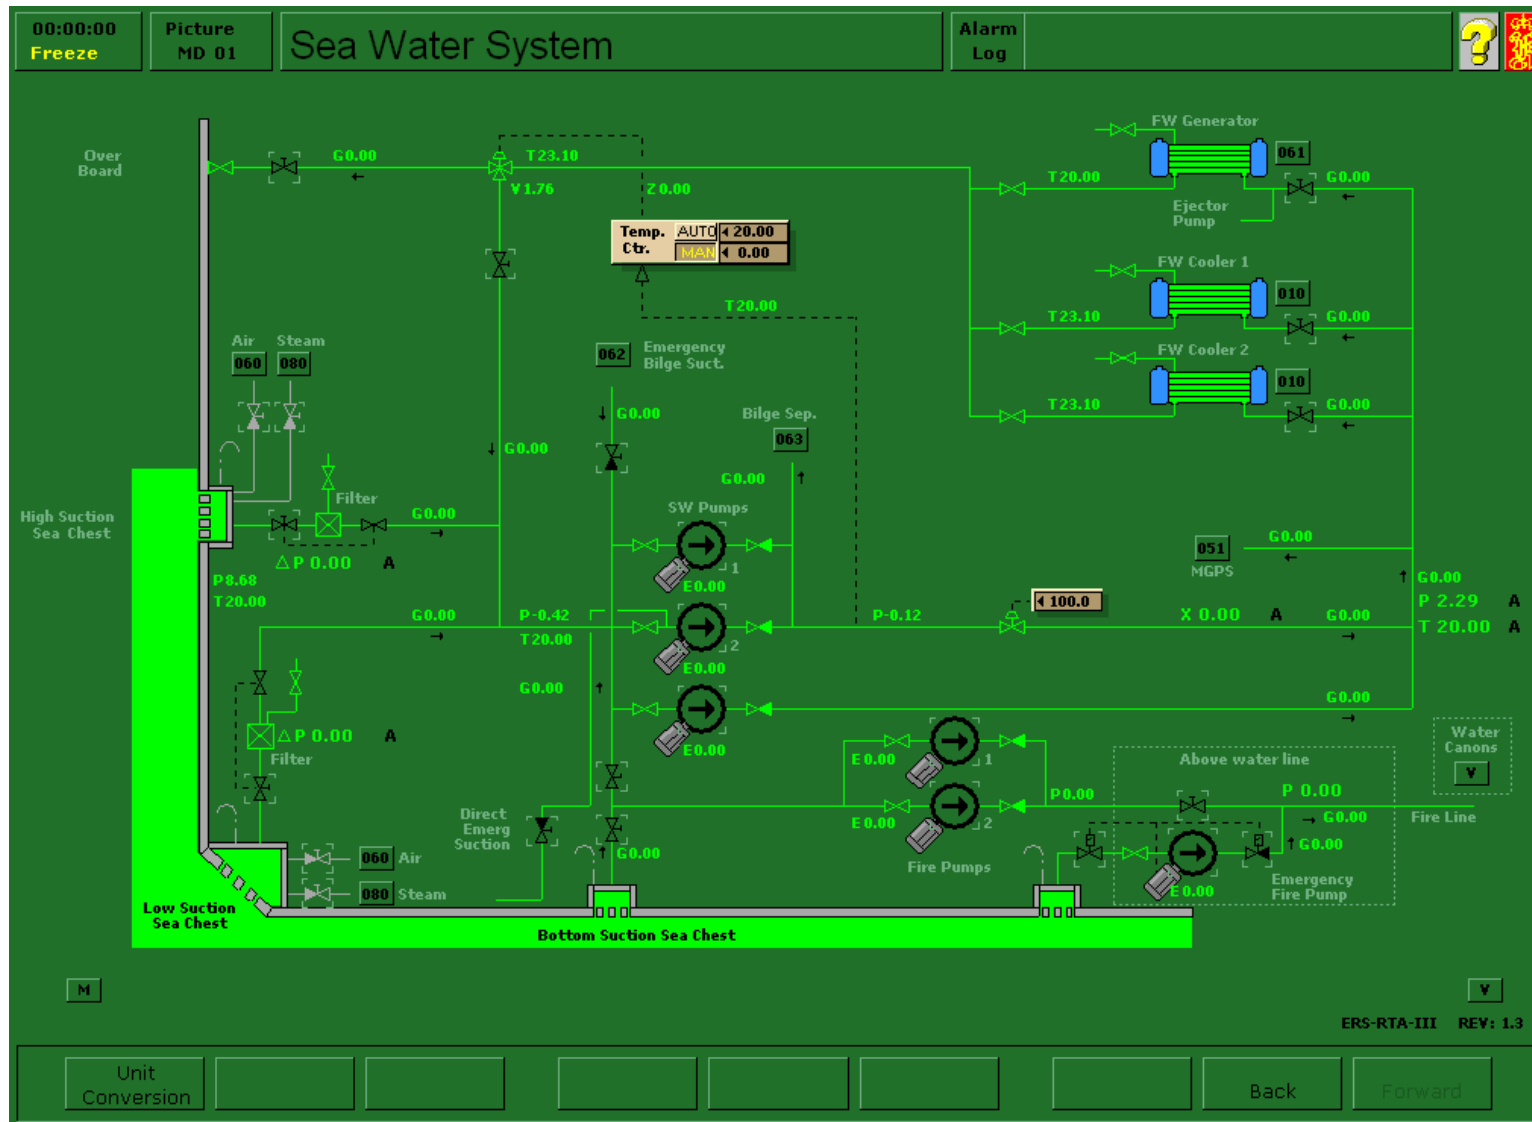 00:00:00
Freeze
Picture
MD 01
Sea Water System
Alarm
Log
Over
Board
G0.00
T23.10
V1.76
Z0.00
Temp.
Ctr.
AUTO
20.00
MAN
0.00
T20.00
FW Generator
061
T20.00
G0.00
Ejector
Pump
FW Cooler 1
010
T23.10
G0.00
FW Cooler 2
010
T23.10
G0.00
Air
Steam
060
080
062
Emergency
Bilge Suct.
G0.00
Bilge Sep.
063
G0.00
G0.00
High Suction
Sea Chest
Filter
G0.00
△P 0.00
A
P8.68
T20.00
SW Pumps
1
E0.00
051
MGPS
G0.00
G0.00
P 2.29
A
T 20.00
A
G0.00
P-0.42
T20.00
2
E0.00
P-0.12
100.0
X 0.00
A
G0.00
G0.00
E0.00
G0.00
△P 0.00
A
Filter
Direct
Emerg
Suction
G0.00
E0.00
1
E0.00
2
Fire Pumps
P0.00
Above water line
P 0.00
G0.00
G0.00
Emergency
Fire Pump
E0.00
Water
Canons
V
Fire Line
060
Air
080
Steam
Low Suction
Sea Chest
Bottom Suction Sea Chest
M
V
ERS-RTA-III
REV: 1.3
Unit
Conversion
Back
Forward